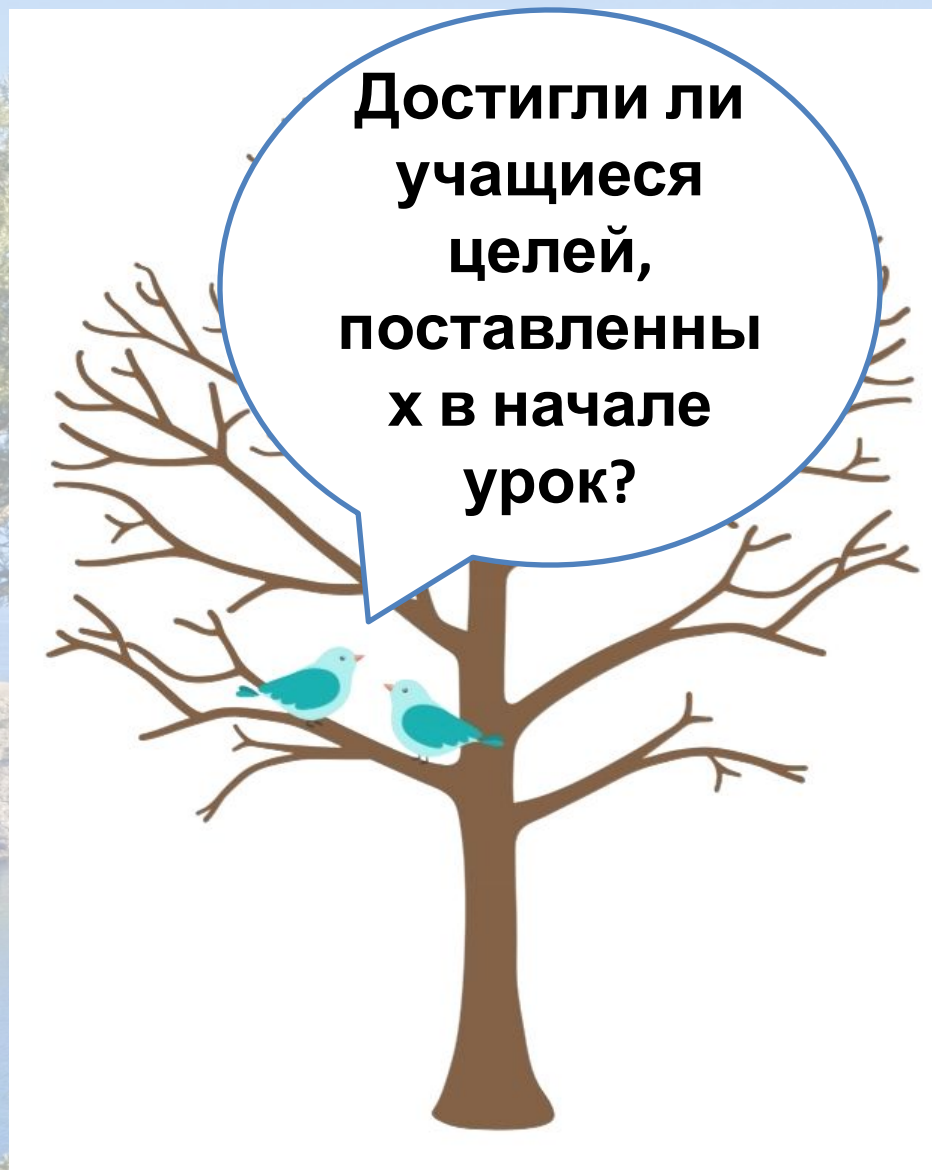 Достигли ли
учащиеся
целей,
поставленны
х в начале
урок?